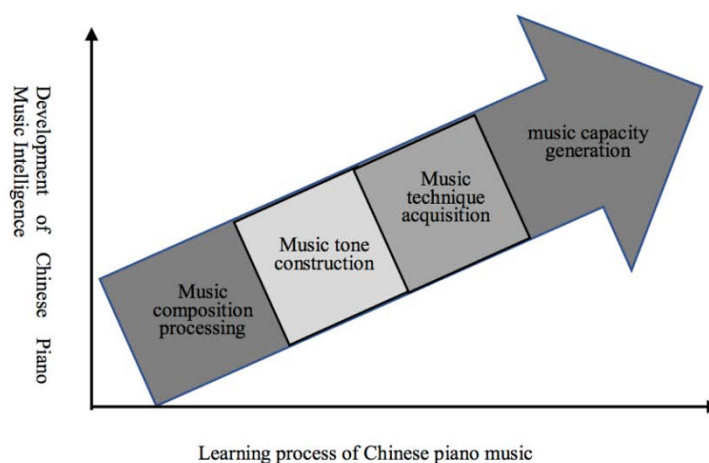 Development of Chinese Piano
Music Intelligence
music capacity
generation
Music
technique
acquisition
Music tone
construction
Music
composition
processing
Learning process of Chinese piano music